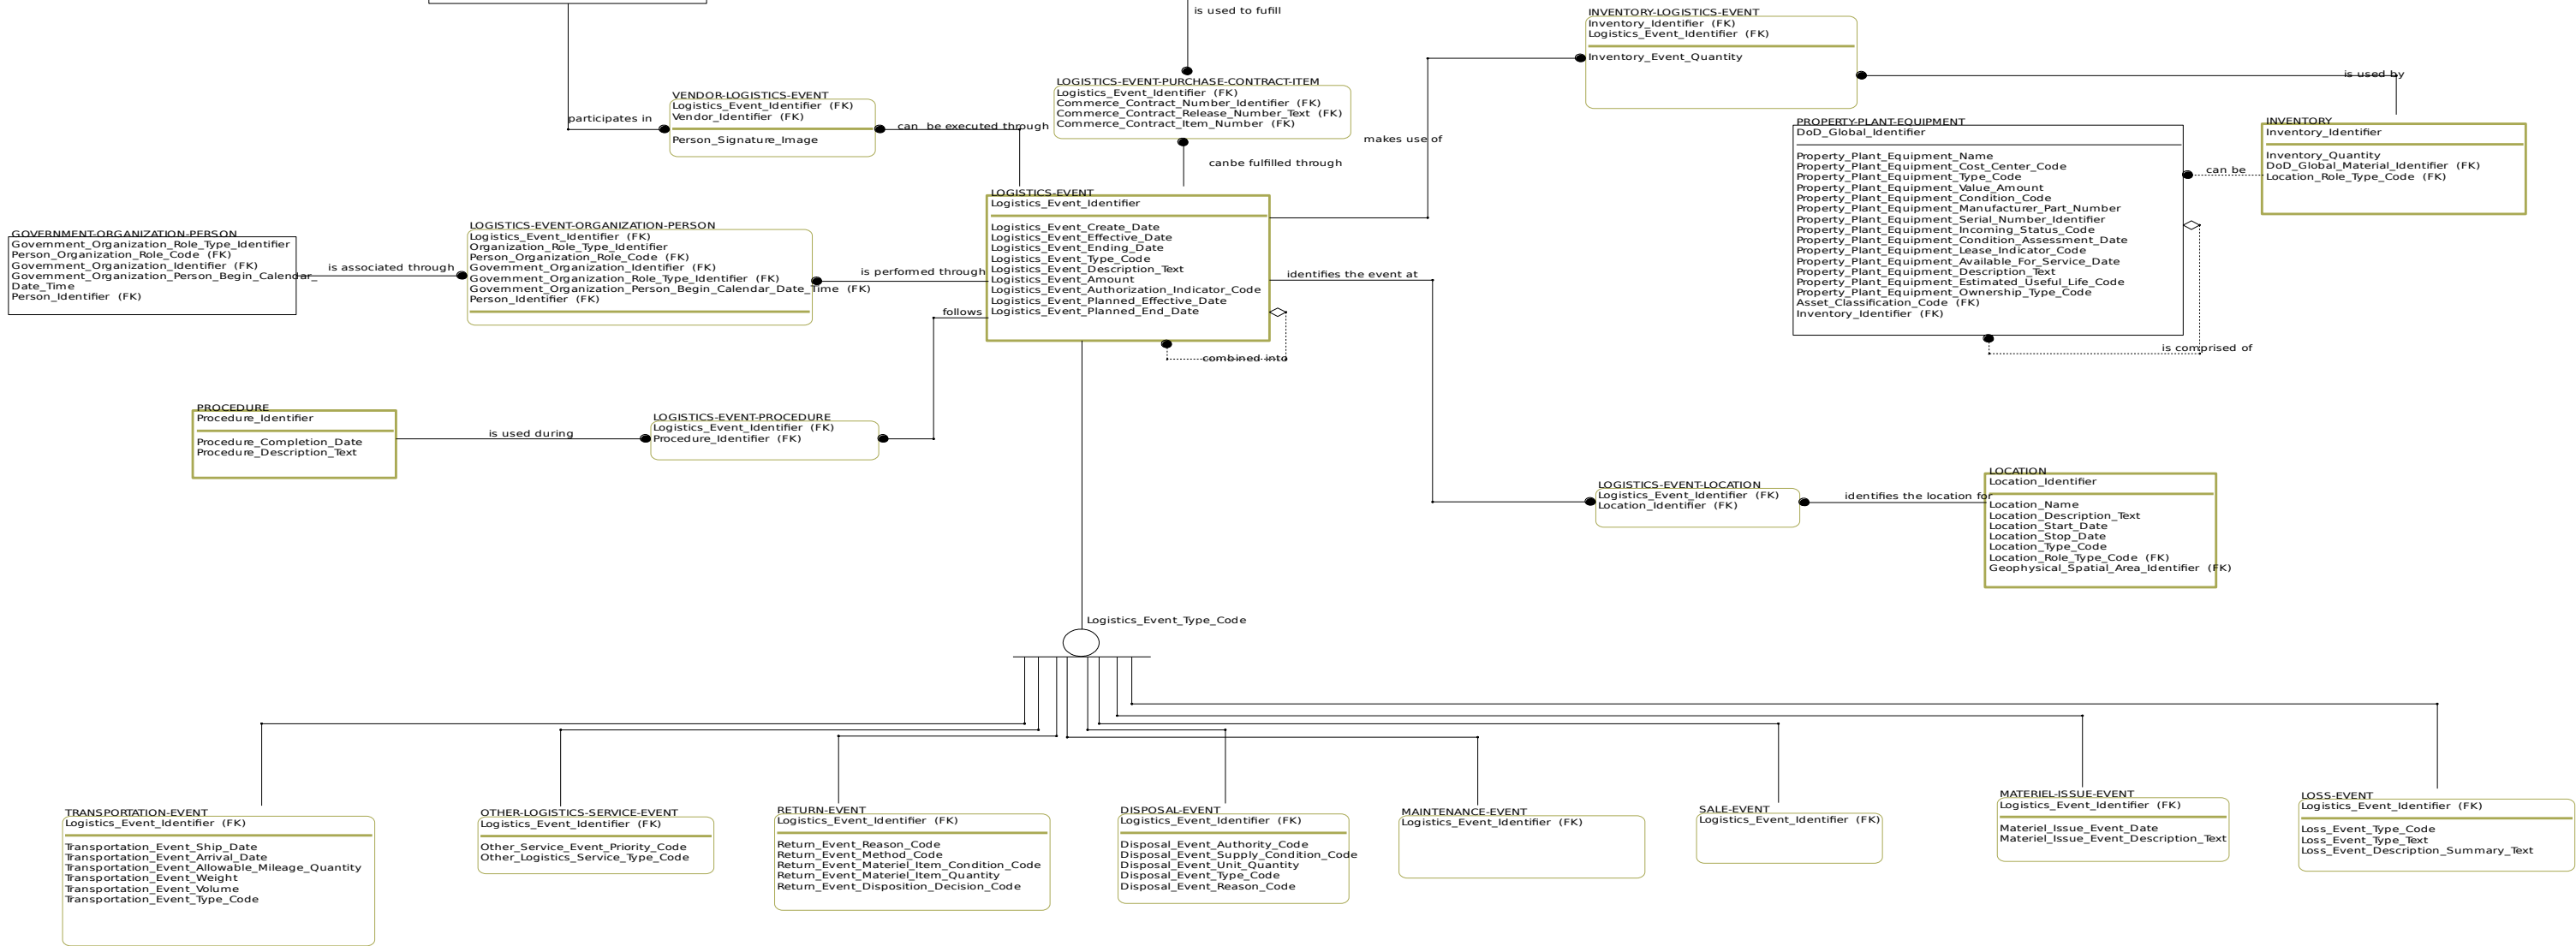 is used to fufill
INVENTORY-LOGISTICS-EVENT
Inventory_Identifier (FK)
Logistics_Event_Identifier (FK)
Inventory_Event_Quantity
is used by
LOGISTICS-EVENT-PURCHASE-CONTRACT-ITEM
Logistics_Event_Identifier (FK)
Commerce_Contract_Number_Identifier (FK)
Commerce_Contract_Release_Number_Text (FK)
Commerce_Contract_Item_Number (FK)
VENDOR-LOGISTICS-EVENT
Logistics_Event_Identifier (FK)
Vendor_Identifier (FK)
Person_Signature_Image
participates in
can be executed through
canbe fulfilled through
makes use of
PROPERTY-PLANT-EQUIPMENT
DoD_Global_Identifier
Property_Plant_Equipment_Name
Property_Plant_Equipment_Cost_Center_Code
Property_Plant_Equipment_Type_Code
Property_Plant_Equipment_Value_Amount
Property_Plant_Equipment_Condition_Code
Property_Plant_Equipment_Manufacturer_Part_Number
Property_Plant_Equipment_Serial_Number_Identifier
Property_Plant_Equipment_Incoming_Status_Code
Property_Plant_Equipment_Condition_Assessment_Date
Property_Plant_Equipment_Lease_Indicator_Code
Property_Plant_Equipment_Available_For_Service_Date
Property_Plant_Equipment_Description_Text
Property_Plant_Equipment_Estimated_Useful_Life_Code
Property_Plant_Equipment_Ownership_Type_Code
Asset_Classification_Code (FK)
Inventory_Identifier (FK)
can be
is comprised of
INVENTORY
Inventory_Identifier
Inventory_Quantity
DoD_Global_Material_Identifier (FK)
Location_Role_Type_Code (FK)
LOGISTICS-EVENT
Logistics_Event_Identifier
Logistics_Event_Create_Date
Logistics_Event_Effective_Date
Logistics_Event_Ending_Date
Logistics_Event_Type_Code
Logistics_Event_Description_Text
Logistics_Event_Amount
Logistics_Event_Authorization_Indicator_Code
Logistics_Event_Planned_Effective_Date
Logistics_Event_Planned_End_Date
combined into
identifies the event at
GOVERNMENT-ORGANIZATION-PERSON
Government_Organization_Role_Type_Identifier
Person_Organization_Role_Code (FK)
Government_Organization_Identifier (FK)
Government_Organization_Person_Begin_Calendar_
Date_Time
Person_Identifier (FK)
is associated through
LOGISTICS-EVENT-ORGANIZATION-PERSON
Logistics_Event_Identifier (FK)
Organization_Role_Type_Identifier
Person_Organization_Role_Code (FK)
Government_Organization_Identifier (FK)
Government_Organization_Role_Type_Identifier (FK)
Government_Organization_Person_Begin_Calendar_Date_Time (FK)
Person_Identifier (FK)
is performed through
follows
PROCEDURE
Procedure_Identifier
Procedure_Completion_Date
Procedure_Description_Text
is used during
LOGISTICS-EVENT-PROCEDURE
Logistics_Event_Identifier (FK)
Procedure_Identifier (FK)
LOGISTICS-EVENT-LOCATION
Logistics_Event_Identifier (FK)
Location_Identifier (FK)
identifies the location for
LOCATION
Location_Identifier
Location_Name
Location_Description_Text
Location_Start_Date
Location_Stop_Date
Location_Type_Code
Location_Role_Type_Code (FK)
Geophysical_Spatial_Area_Identifier (FK)
Logistics_Event_Type_Code
TRANSPORTATION-EVENT
Logistics_Event_Identifier (FK)
Transportation_Event_Ship_Date
Transportation_Event_Arrival_Date
Transportation_Event_Allowable_Mileage_Quantity
Transportation_Event_Weight
Transportation_Event_Volume
Transportation_Event_Type_Code
OTHER-LOGISTICS-SERVICE-EVENT
Logistics_Event_Identifier (FK)
Other_Service_Event_Priority_Code
Other_Logistics_Service_Type_Code
RETURN-EVENT
Logistics_Event_Identifier (FK)
Return_Event_Reason_Code
Return_Event_Method_Code
Return_Event_Materiel_Item_Condition_Code
Return_Event_Materiel_Item_Quantity
Return_Event_Disposition_Decision_Code
DISPOSAL-EVENT
Logistics_Event_Identifier (FK)
Disposal_Event_Authority_Code
Disposal_Event_Supply_Condition_Code
Disposal_Event_Unit_Quantity
Disposal_Event_Type_Code
Disposal_Event_Reason_Code
MAINTENANCE-EVENT
Logistics_Event_Identifier (FK)
SALE-EVENT
Logistics_Event_Identifier (FK)
MATERIEL-ISSUE-EVENT
Logistics_Event_Identifier (FK)
Materiel_Issue_Event_Date
Materiel_Issue_Event_Description_Text
LOSS-EVENT
Logistics_Event_Identifier (FK)
Loss_Event_Type_Code
Loss_Event_Type_Text
Loss_Event_Description_Summary_Text